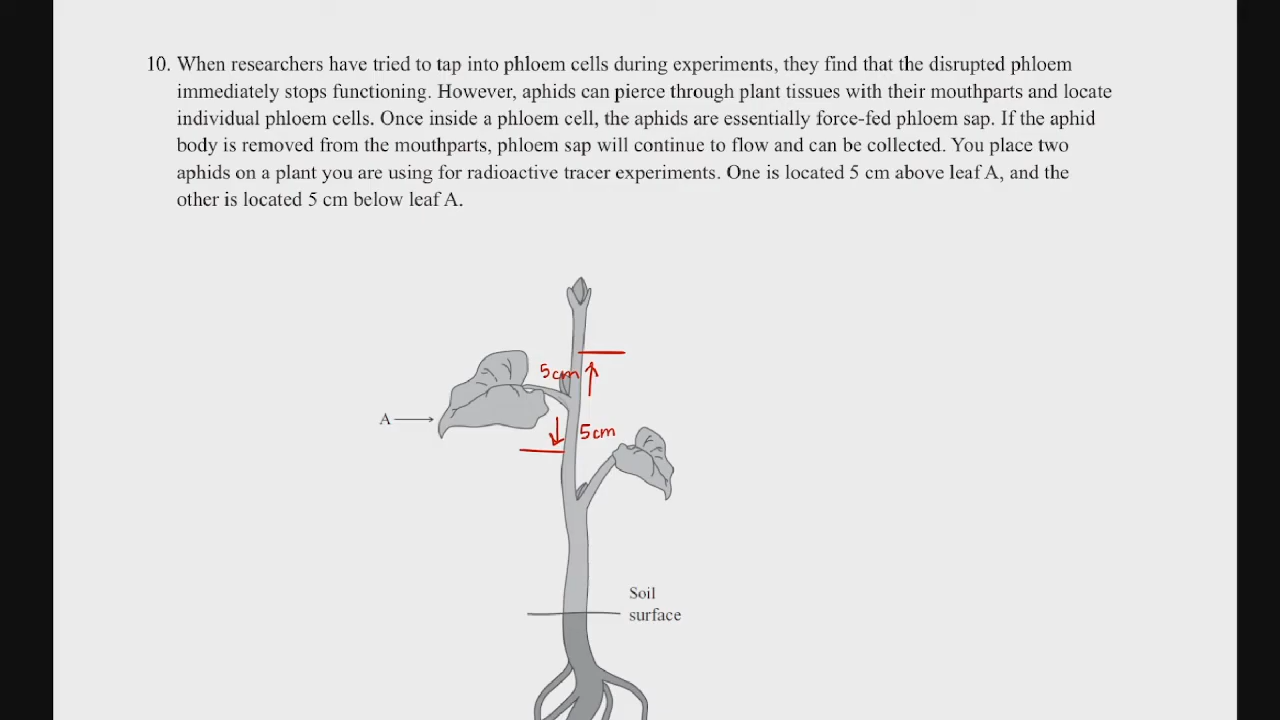 10. When researchers have tried to tap into phloem cells during experiments, they find that the disrupted phloem
immediately stops functioning. However, aphids can pierce through plant tissues with their mouthparts and locate
individual phloem cells. Once inside a phloem cell, the aphids are essentially force-fed phloem sap. If the aphid
body is removed from the mouthparts, phloem sap will continue to flow and can be collected. You place two
aphids on a plant you are using for radioactive tracer experiments. One is located 5 cm above leaf A, and the
other is located 5 cm below leaf A.
5cm
A
5cm
Soil
surface